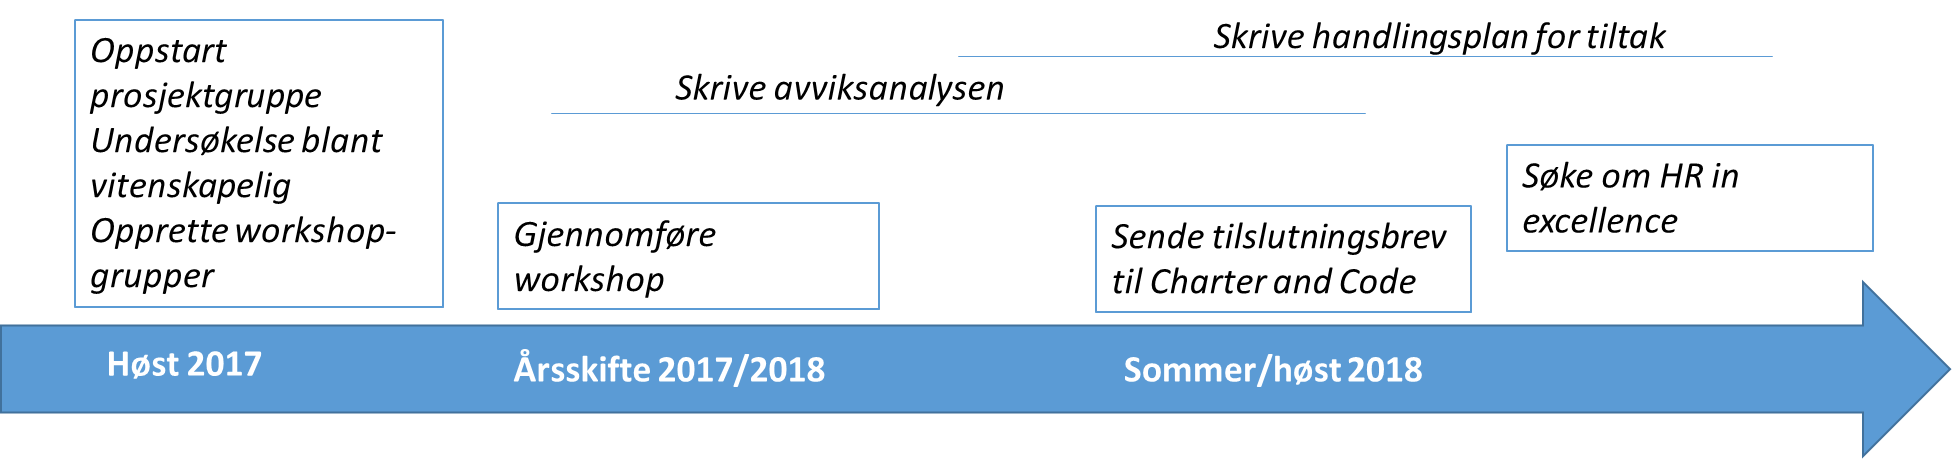 Oppstart
prosjektgruppe
Undersøkelse blant
vitenskapelig
Opprette workshop-
grupper
Skrive avviksanalysen
Skrive handlingsplan for tiltak
Gjennomføre
workshop
Sende tilslutningsbrev
til Charter and Code
Søke om HR in
excellence
Høst 2017
Årsskifte 2017/2018
Sommer/høst 2018